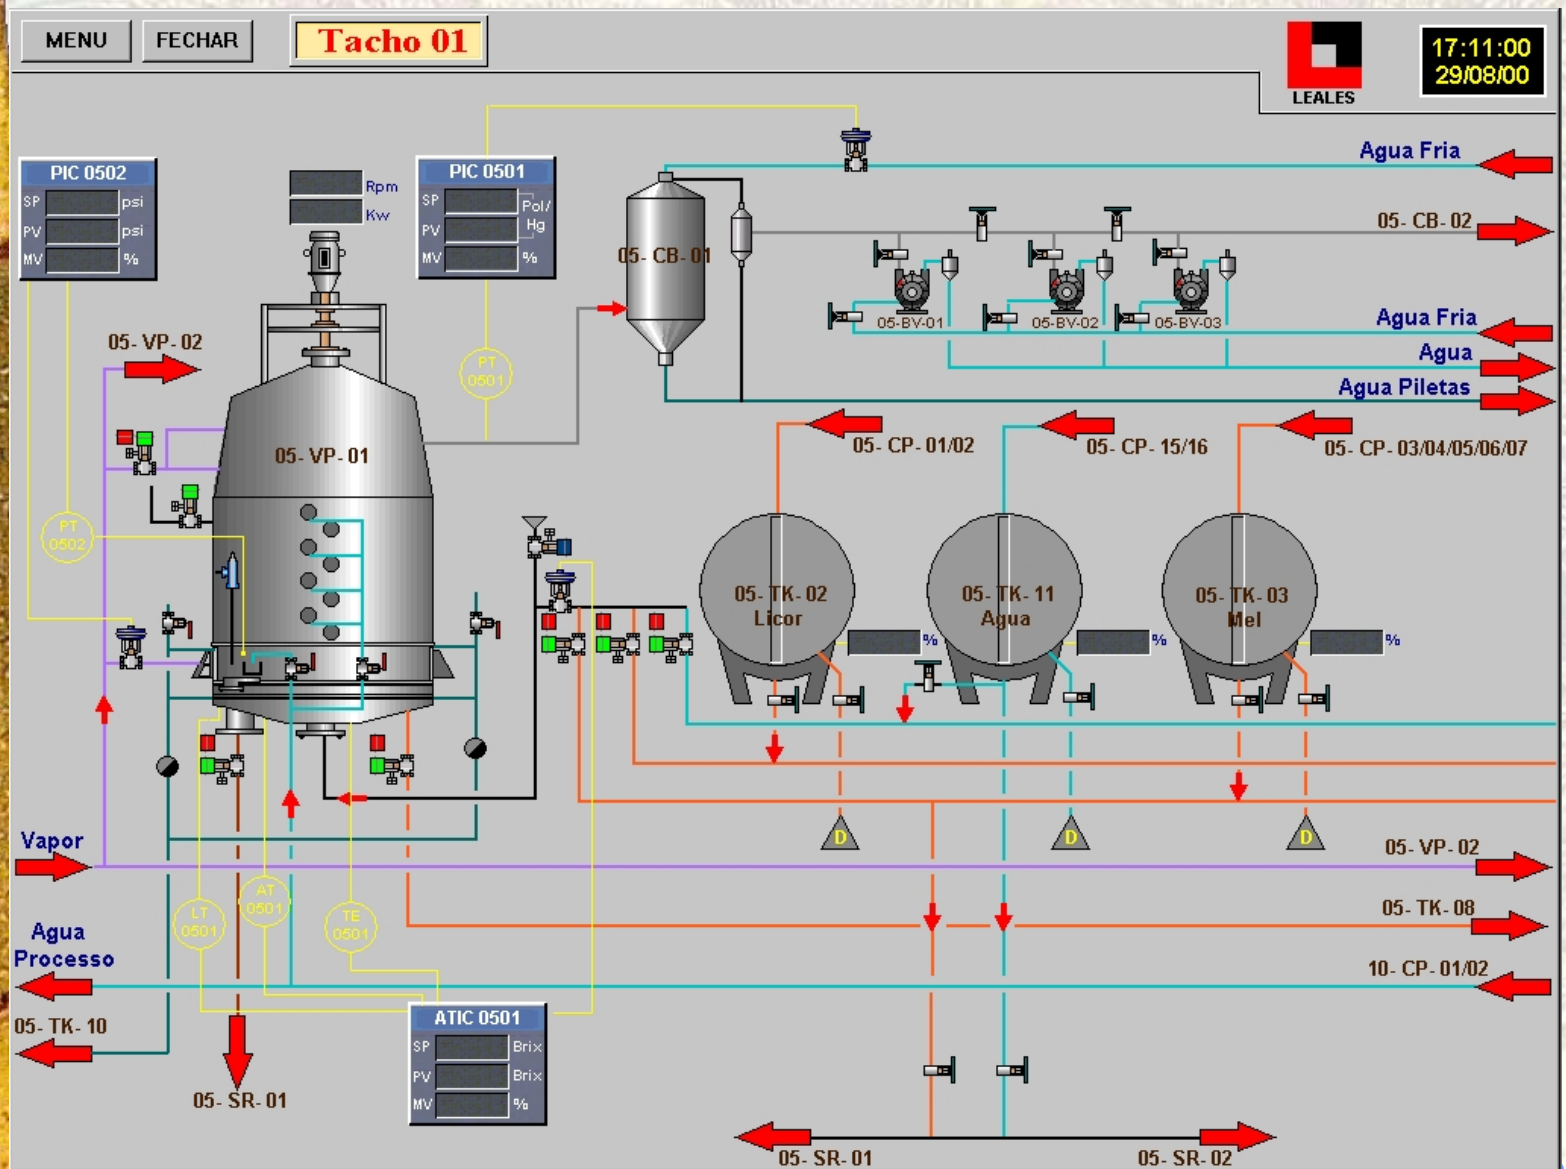 MENU
FECHAR
Tacho 01
LEALES
17:11:00
29/08/00
PIC 0502
SP psi
PV psi
MV %
Rpm
Kw
PIC 0501
SP Pol/
PV Hg
MV %
Agua Fria
05- CB- 02
05- CB- 01
05-BV-01
05-BV-02
05-BV-03
Agua Fria
Agua
Agua Piletas
05- VP- 02
PT
0501
05- CP- 01/02
05- CP- 15/16
05- CP- 03/04/05/06/07
05- VP- 01
PT
0502
05- TK- 02
Licor
%
05- TK- 11
Agua
%
05- TK- 03
Mel
%
D
D
D
Vapor
05- VP- 02
LT
0501
AT
0501
TE
0501
05- TK- 08
Agua
Processo
10- CP- 01/02
05- TK- 10
ATIC 0501
SP Brix
PV Brix
MV %
05- SR- 01
05- SR- 01
05- SR- 02